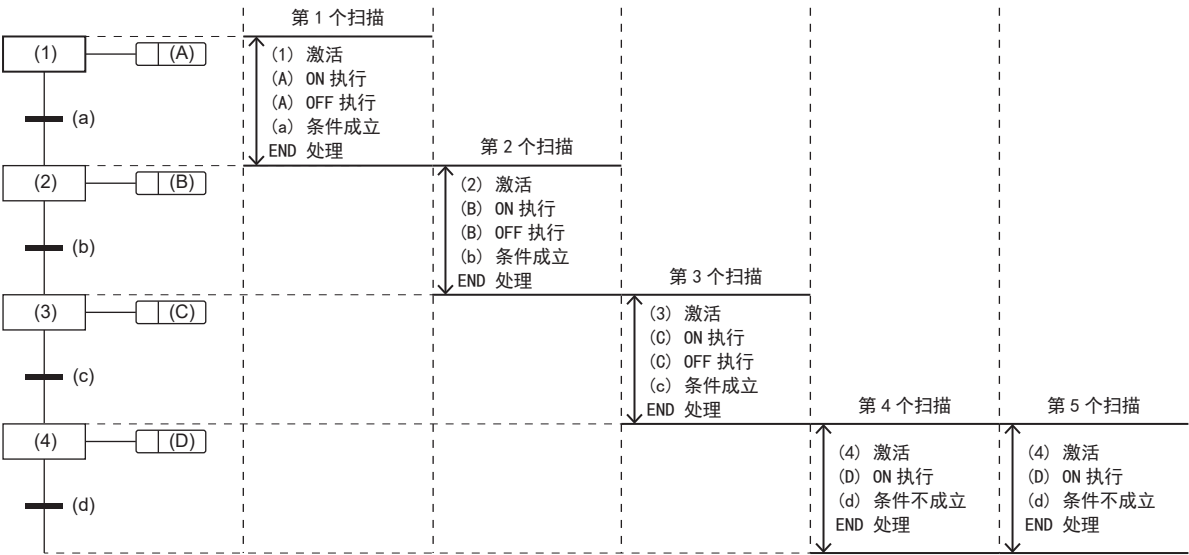 第 1 个扫描
(1) (A)
(1) 激活
(A) ON 执行
(A) OFF 执行
(a) 条件成立
END 处理
(a)
第 2 个扫描
(2) (B)
(2) 激活
(B) ON 执行
(B) OFF 执行
(b) 条件成立
END 处理
(b)
第 3 个扫描
(3) (C)
(3) 激活
(C) ON 执行
(C) OFF 执行
(c) 条件成立
END 处理
(c)
第 4 个扫描
第 5 个扫描
(4) (D)
(4) 激活
(D) ON 执行
(d) 条件不成立
END 处理
(4) 激活
(D) ON 执行
(d) 条件不成立
END 处理
(d)